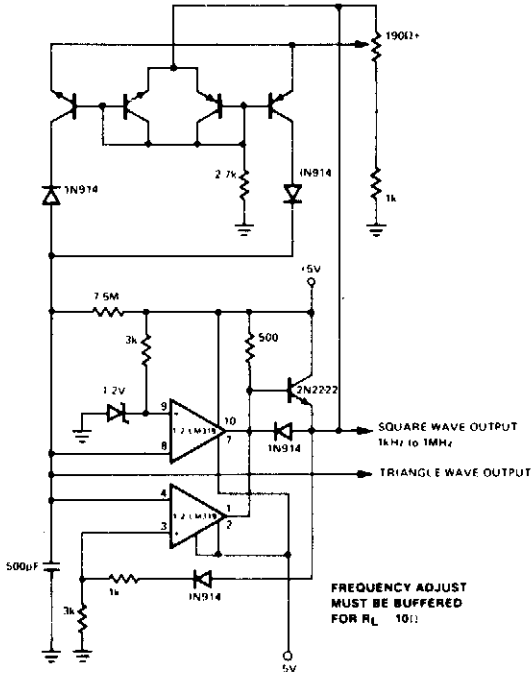 190Ω+
1N914
2.7k
1N914
1k
7.5M
+5V
3k
500
1.2V
2N2222
9
10
+
1/2 LM319
7
8
1N914
SQUARE WAVE OUTPUT
1kHz to 1MHz
TRIANGLE WAVE OUTPUT
4
1
1/2 LM319
2
3
+
500pF
1k
1N914
3k
FREQUENCY ADJUST
MUST BE BUFFERED
FOR RL 10Ω
5V